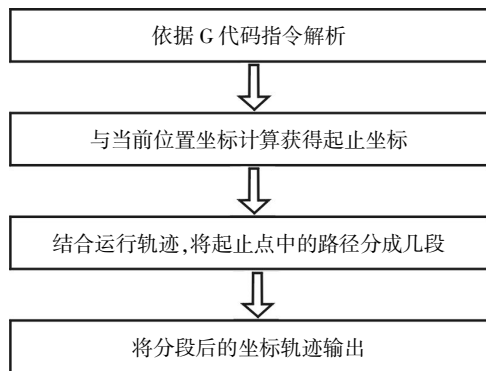 依据 G 代码指令解析
与当前位置坐标计算获得起止坐标
结合运行轨迹,将起止点中的路径分成几段
将分段后的坐标轨迹输出